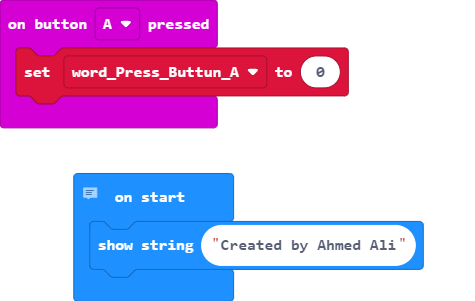 on button A pressed
set word_Press_Buttun_A to 0
on start
show string "Created by Ahmed Ali"